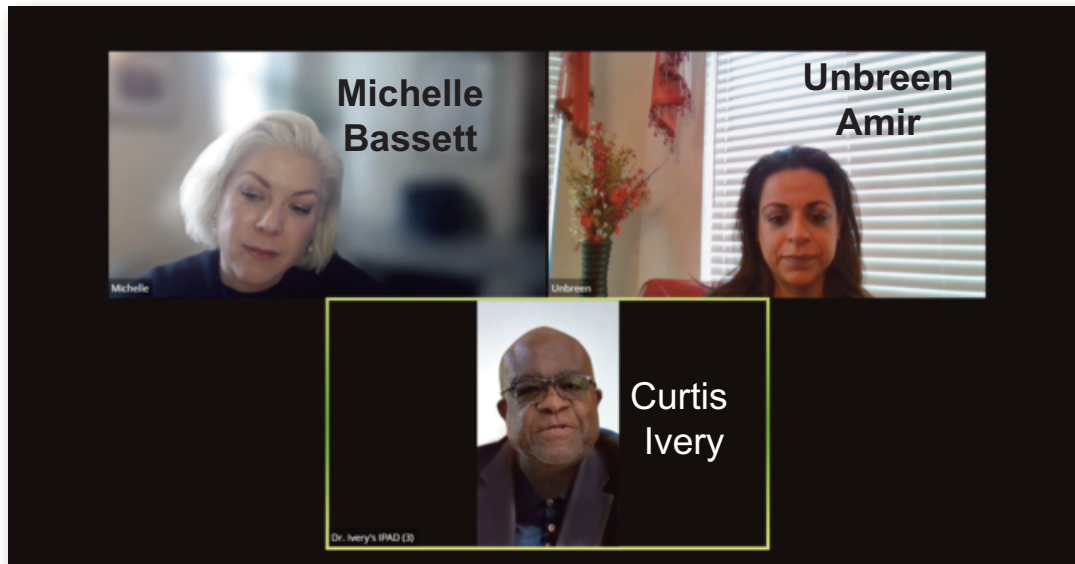 Michelle
Bassett
Unbreen
Amir
Michelle
Unbreen
Curtis
Ivery
Dr. Ivery's IPAD (3)